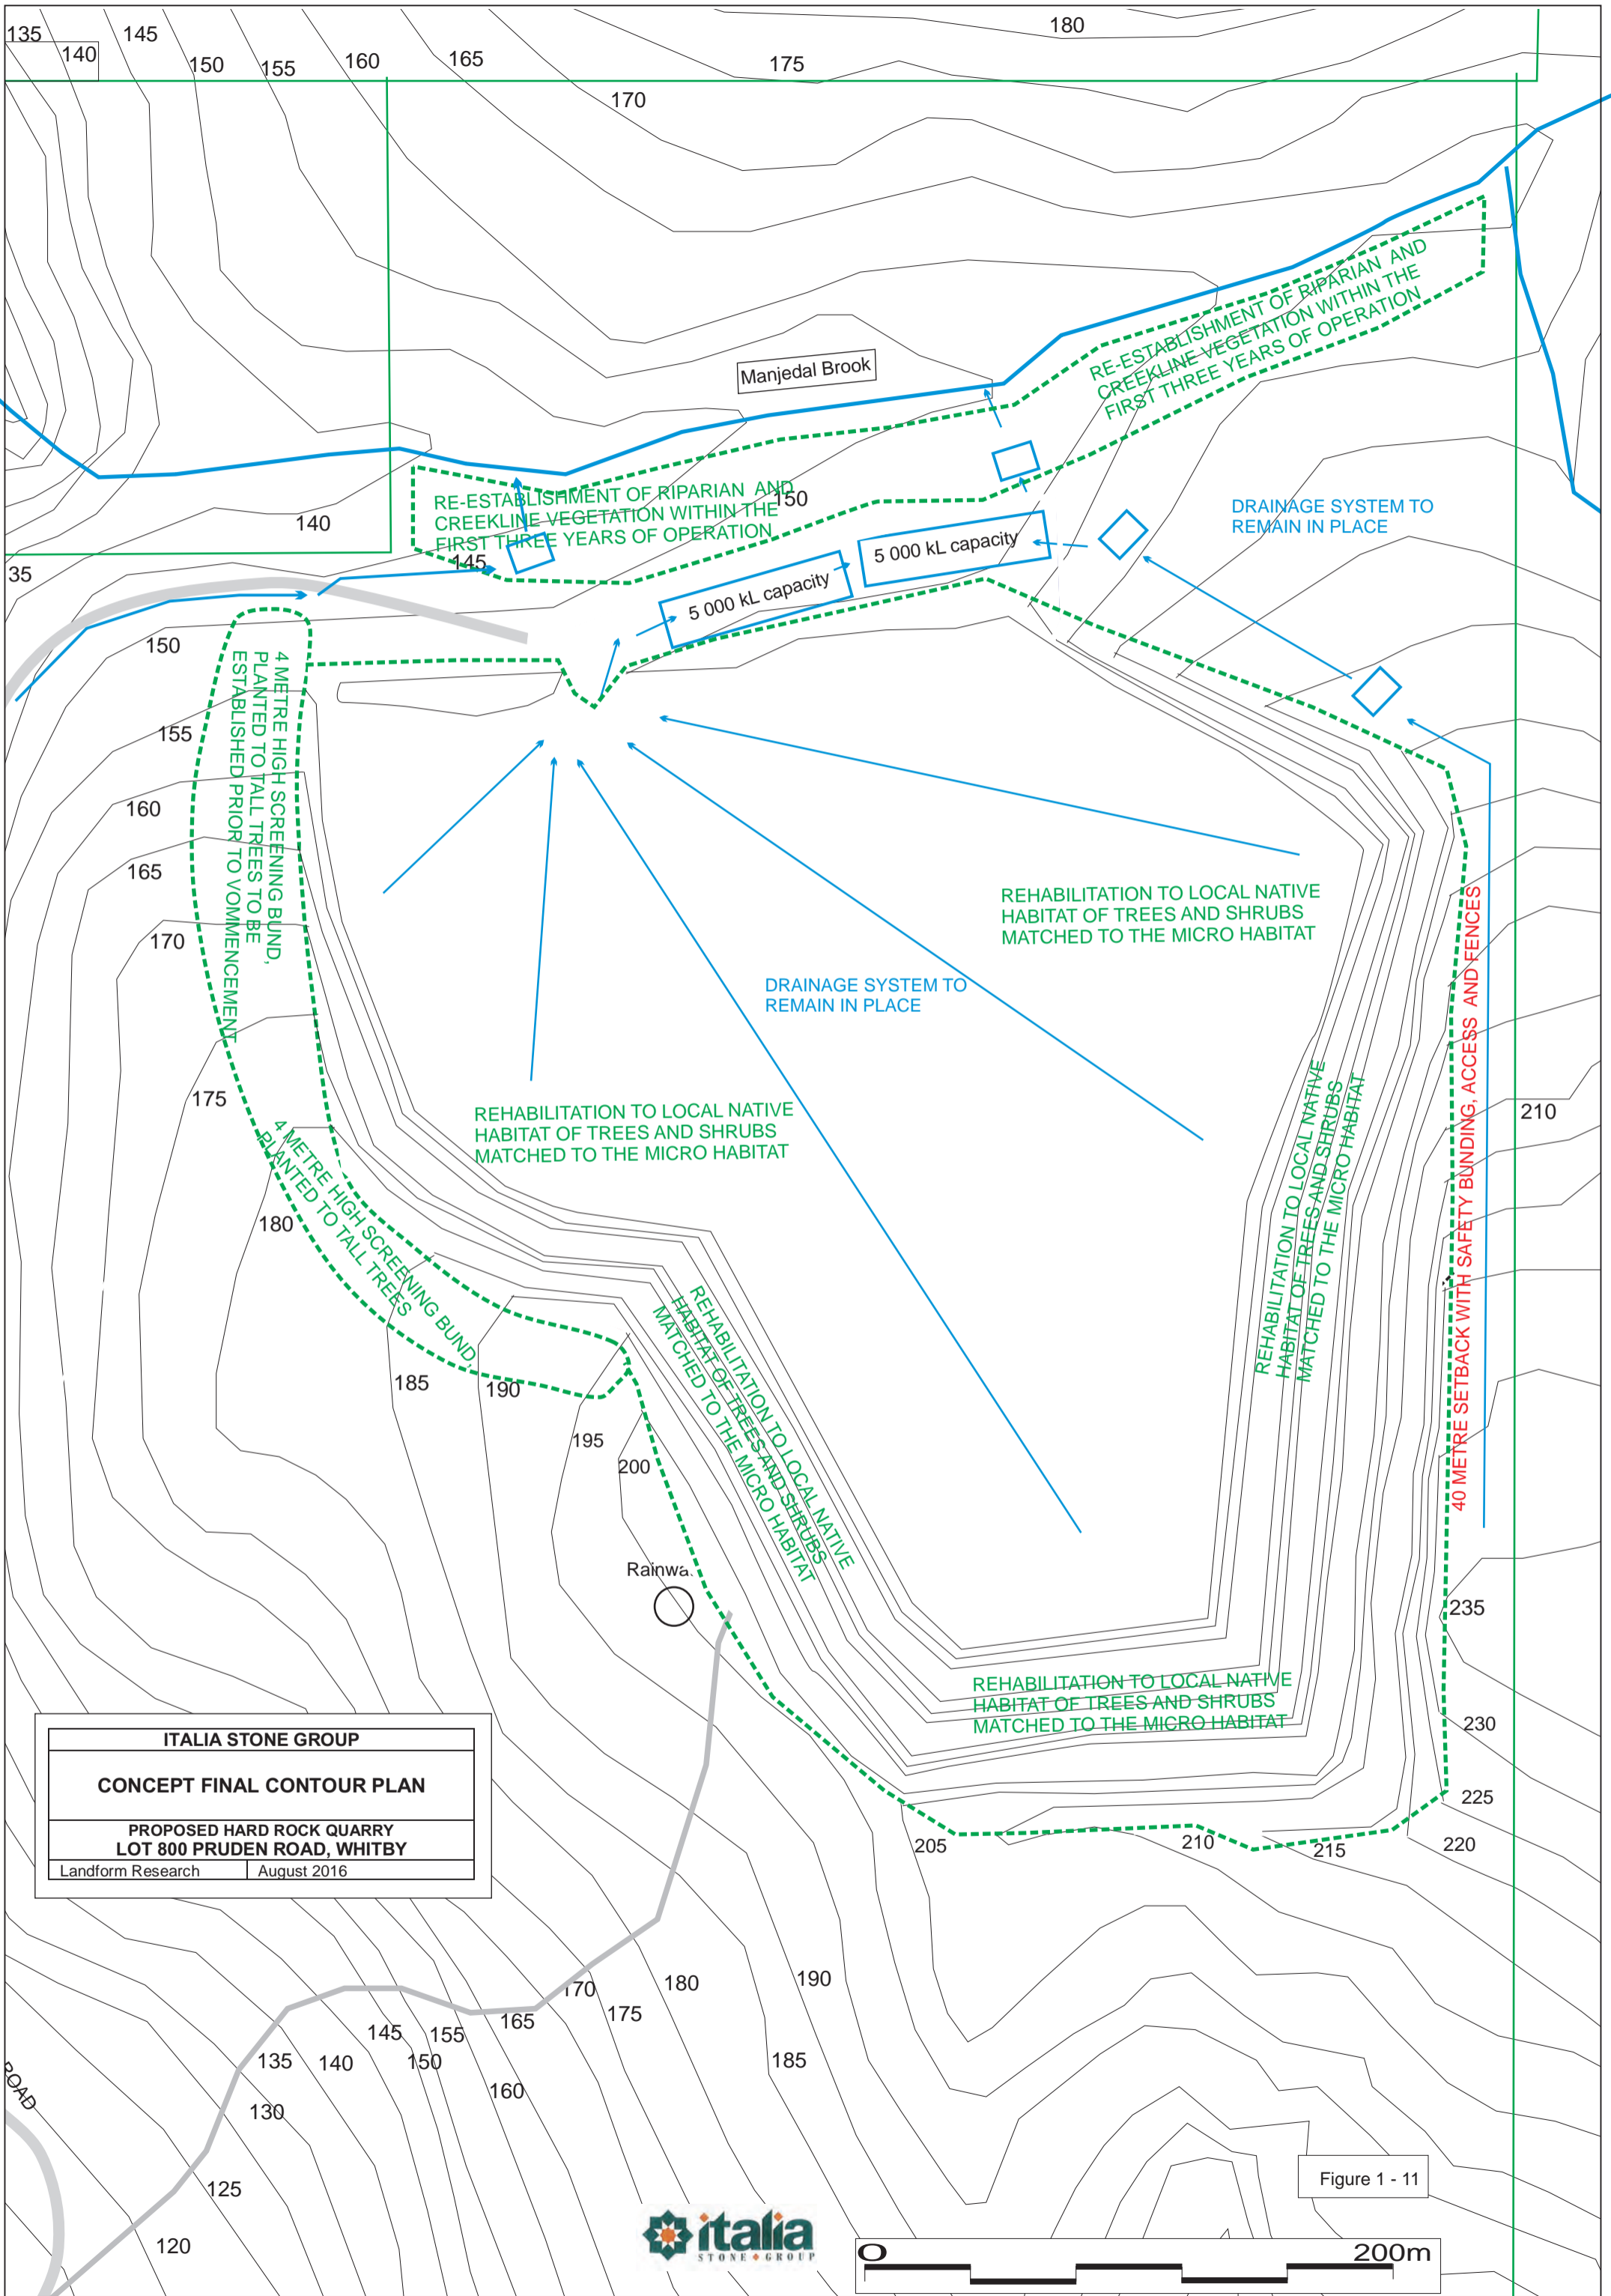 180
135
145
140
150
155
160
165
175
170
Manjedal Brook
RE-ESTABLISHMENT OF RIPARIAN AND
CREEKLINE VEGETATION WITHIN THE
FIRST THREE YEARS OF OPERATION
RE-ESTABLISHMENT OF RIPARIAN AND
CREEKLINE VEGETATION WITHIN THE
FIRST THREE YEARS OF OPERATION
150
140
145
35
DRAINAGE SYSTEM TO
REMAIN IN PLACE
5 000 kL capacity
5 000 kL capacity
150
155
160
165
170
175
180
185
190
195
200
4 METRE HIGH SCREENING BUND,
PLANTED TO TALL TREES TO BE
ESTABLISHED PRIOR TO VOMMENCEMENT
4 METRE HIGH SCREENING BUND,
PLANTED TO TALL TREES
REHABILITATION TO LOCAL NATIVE
HABITAT OF TREES AND SHRUBS
MATCHED TO THE MICRO HABITAT
DRAINAGE SYSTEM TO
REMAIN IN PLACE
REHABILITATION TO LOCAL NATIVE
HABITAT OF TREES AND SHRUBS
MATCHED TO THE MICRO HABITAT
REHABILITATION TO LOCAL NATIVE
HABITAT OF TREES AND SHRUBS
MATCHED TO THE MICRO HABITAT
REHABILITATION TO LOCAL NATIVE
HABITAT OF TREES AND SHRUBS
MATCHED TO THE MICRO HABITAT
40 METRE SETBACK WITH SAFETY BUNDING, ACCESS AND FENCES
210
Rainwa
REHABILITATION TO LOCAL NATIVE
HABITAT OF TREES AND SHRUBS
MATCHED TO THE MICRO HABITAT
235
230
225
220
215
210
205
ITALIA STONE GROUP
CONCEPT FINAL CONTOUR PLAN
PROPOSED HARD ROCK QUARRY
LOT 800 PRUDEN ROAD, WHITBY
Landform Research
August 2016
190
180
170
175
165
185
145
155
150
135
140
160
130
125
120
ROAD
Figure 1 - 11
italia
STONE GROUP
0
200m